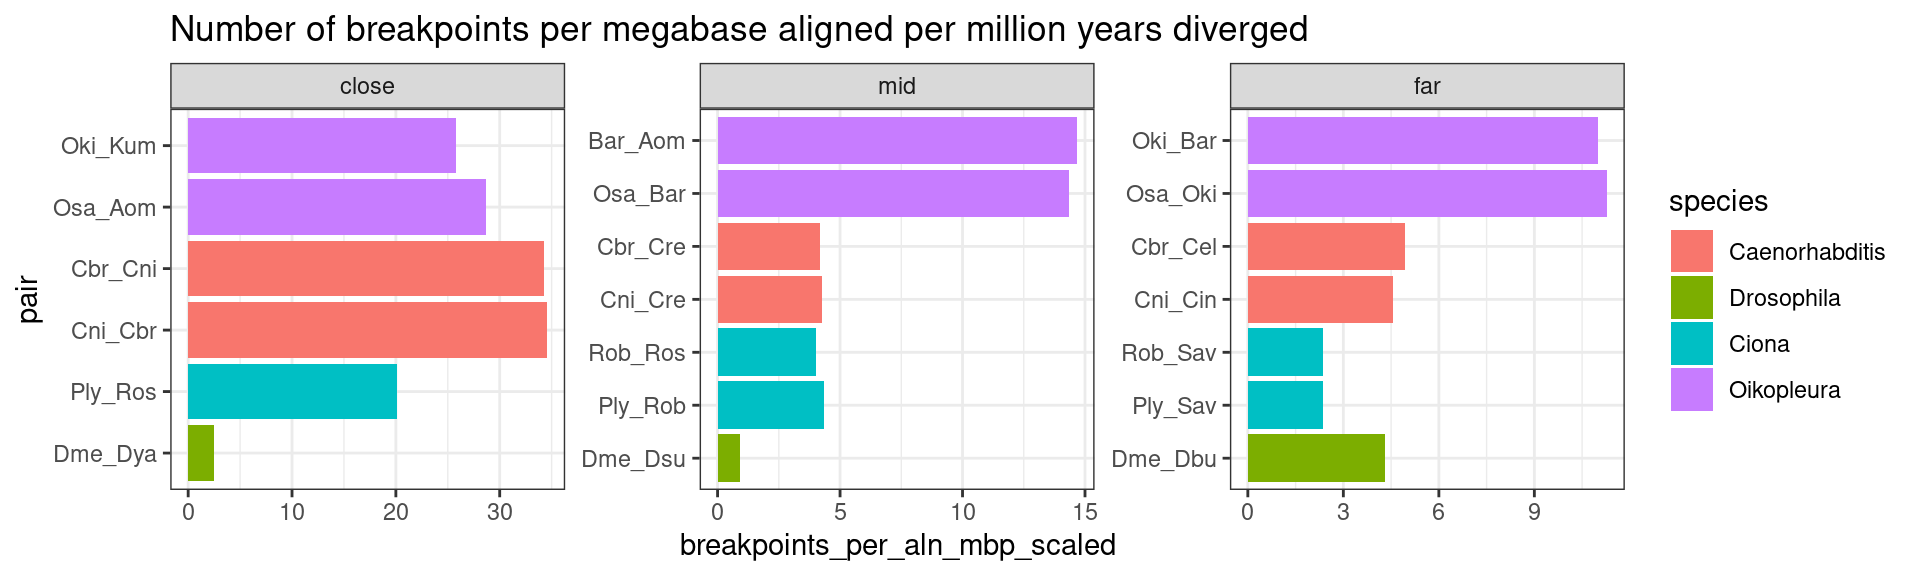 Number of breakpoints per megabase aligned per million years diverged
close
mid
far
pair
Oki_Kum
Osa_Aom
Cbr_Cni
Cni_Cbr
Ply_Ros
Dme_Dya
0 10 20 30
Bar_Aom
Osa_Bar
Cbr_Cre
Cni_Cre
Rob_Ros
Ply_Rob
Dme_Dsu
0 5 10 15
Oki_Bar
Osa_Oki
Cbr_Cel
Cni_Cin
Rob_Sav
Ply_Sav
Dme_Dbu
0 3 6 9
breakpoints_per_aln_mbp_scaled
species
Caenorhabditis
Drosophila
Ciona
Oikopleura